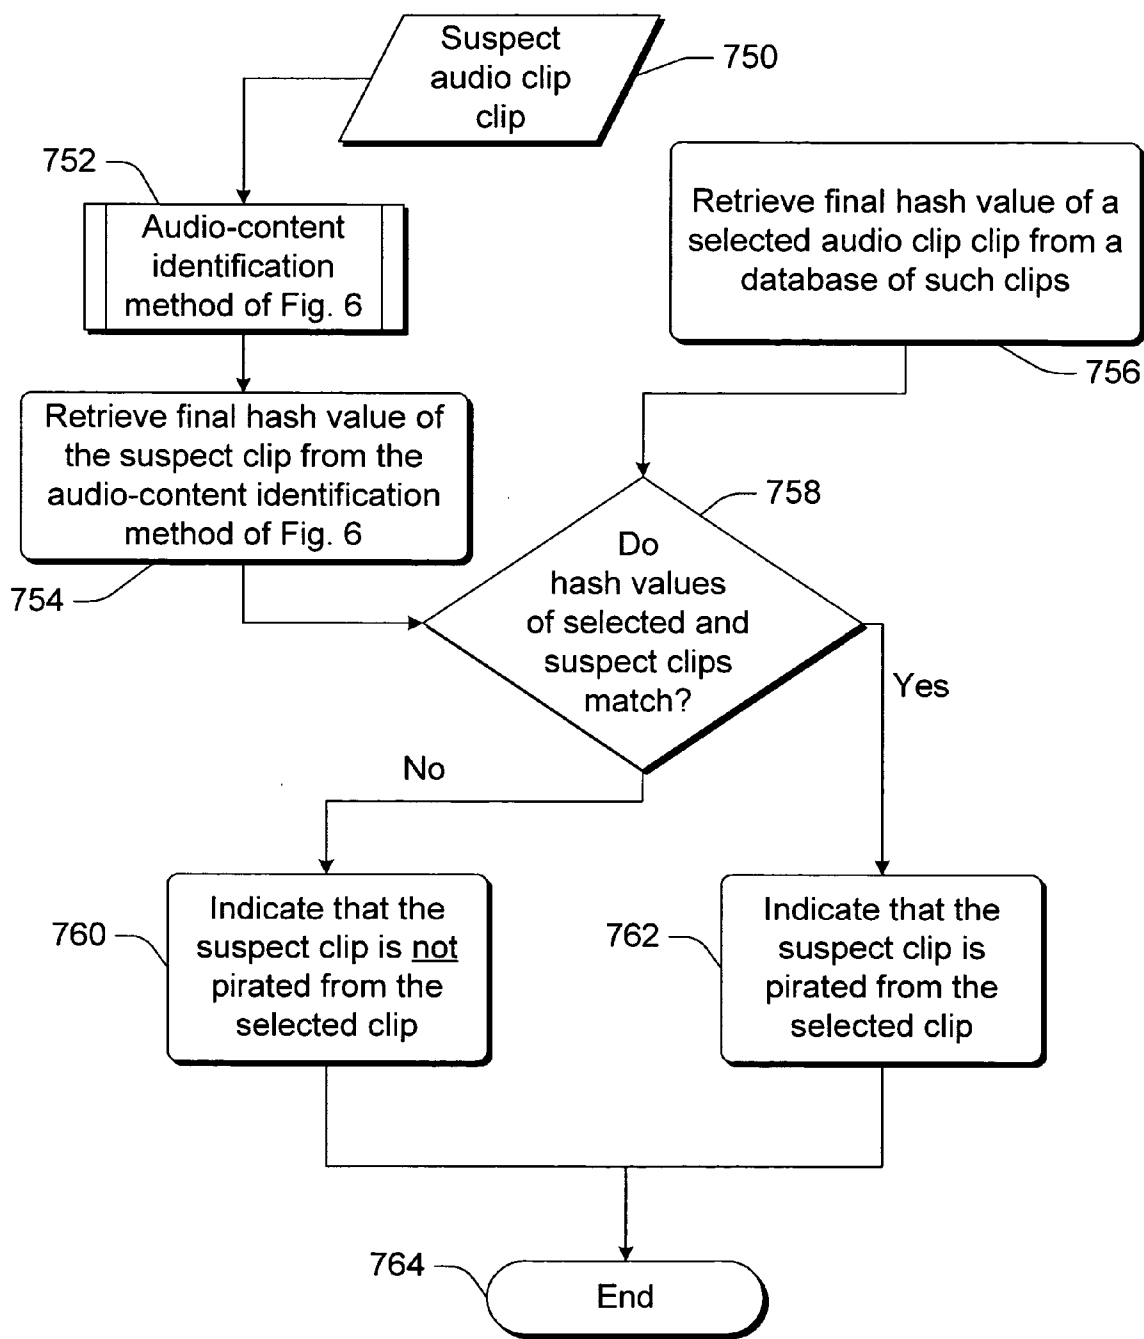 Suspect
audio clip
clip
750
752
Audio-content
identification
method of Fig. 6
Retrieve final hash value of a
selected audio clip clip from a
database of such clips
756
Retrieve final hash value of
the suspect clip from the
audio-content identification
method of Fig. 6
754
758
Do
hash values
of selected and
suspect clips
match?
Yes
No
760
Indicate that the
suspect clip is not
pirated from the
selected clip
762
Indicate that the
suspect clip is
pirated from the
selected clip
764
End